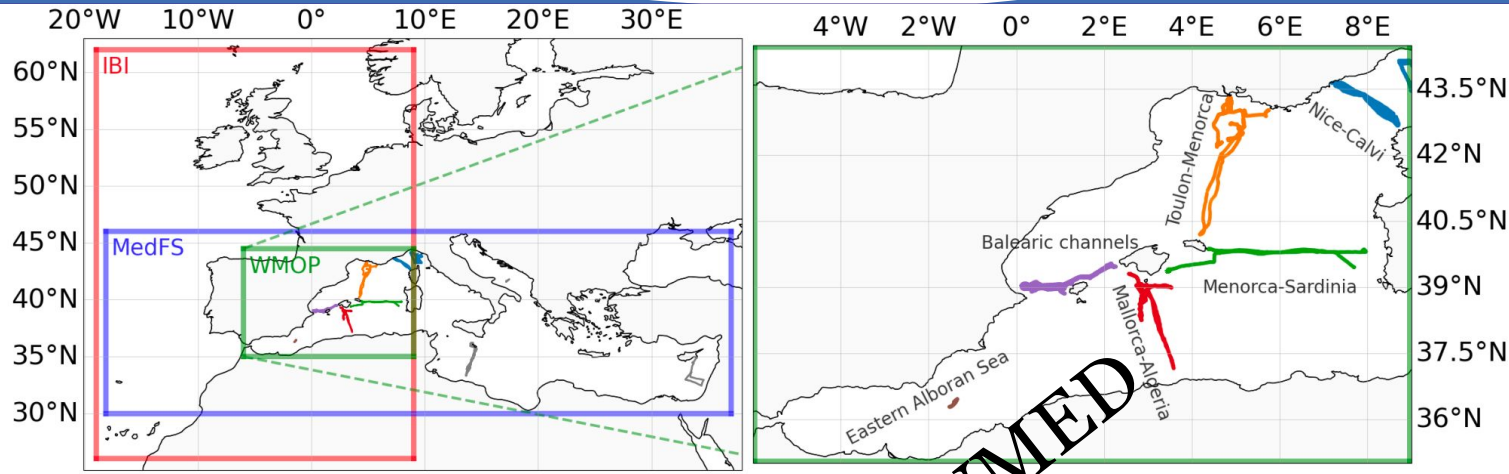 20°W 10°W 0° 10°E 20°E 30°E
4°W 2°W 0° 2°E 4°E 6°E 8°E
60°N
55°N
50°N
45°N
40°N
35°N
30°N
IBI
MedFS
WMOP
43.5°N
42°N
40.5°N
39°N
37.5°N
36°N
Toulon-Menorca
Nice-Calvi
Balearic channels
Menorca-Sardinia
Mallorca-Algeria
Eastern Alboran Sea